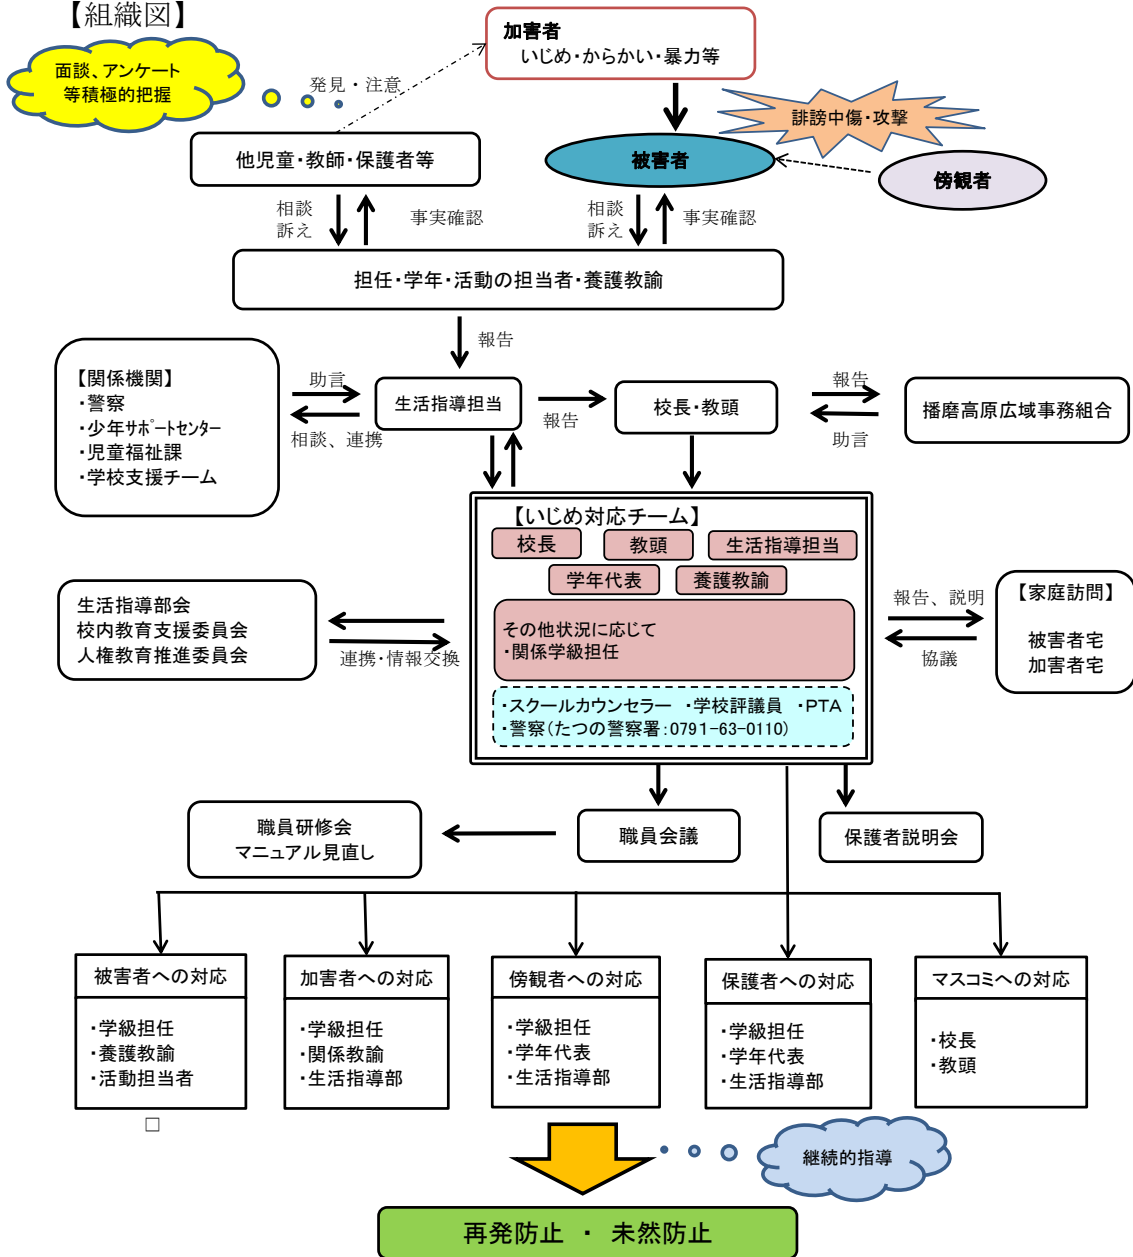 【組織図】
面談、アンケート
等積極的把握
加害者
いじめ・からかい・暴力等
発見・注意
誹謗中傷・攻撃
他児童・教師・保護者等
被害者
傍観者
相談
訴え
事実確認
相談
訴え
事実確認
担任・学年・活動の担当者・養護教諭
報告
【関係機関】
・警察
・少年サポートセンター
・児童福祉課
・学校支援チーム
助言
相談、連携
生活指導担当
報告
校長・教頭
報告
助言
播磨高原広域事務組合
【いじめ対応チーム】
校長
教頭
生活指導担当
学年代表
養護教諭
その他状況に応じて
・関係学級担任
・スクールカウンセラー ・学校評議員 ・PTA
・警察(たつの警察署:0791-63-0110)
生活指導部会
校内教育支援委員会
人権教育推進委員会
連携・情報交換
報告、説明
協議
【家庭訪問】
被害者宅
加害者宅
職員研修会
マニュアル見直し
職員会議
保護者説明会
被害者への対応
・学級担任
・養護教諭
・活動担当者
加害者への対応
・学級担任
・関係教諭
・生活指導部
傍観者への対応
・学級担任
・学年代表
・生活指導部
保護者への対応
・学級担任
・学年代表
・生活指導部
マスコミへの対応
・校長
・教頭
□
継続的指導
再発防止 ・ 未然防止